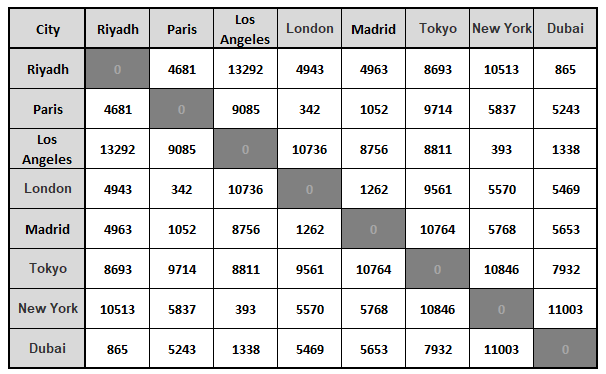 City Riyadh Paris Los Angeles London Madrid Tokyo New York Dubai
Riyadh 0 4681 13292 4943 4963 8693 10513 865
Paris 4681 0 9085 342 1052 9714 5837 5243
Los Angeles 13292 9085 0 10736 8756 8811 393 1338
London 4943 342 10736 0 1262 9561 5570 5469
Madrid 4963 1052 8756 1262 0 10764 5768 5653
Tokyo 8693 9714 8811 9561 10764 0 10846 7932
New York 10513 5837 393 5570 5768 10846 0 11003
Dubai 865 5243 1338 5469 5653 7932 11003 0